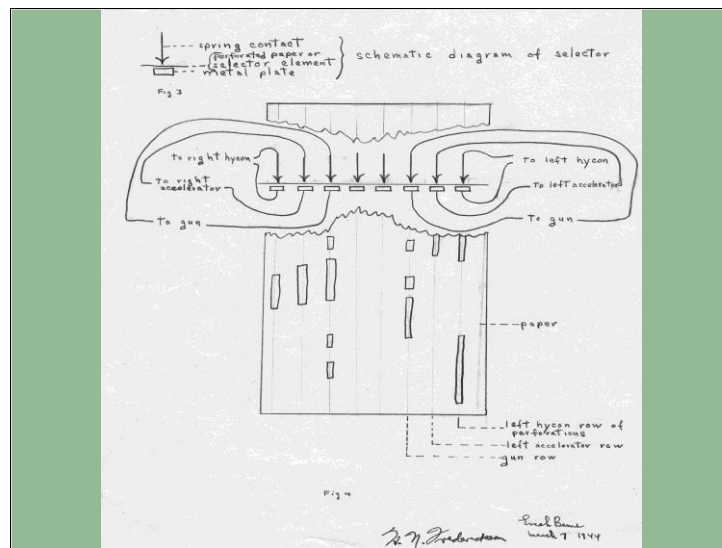 spring contact
perforated paper or
selector element
metal plate
schematic diagram of selector
Fig 3
to right hycon
to right
accelerator
To gun
to left hycon
To left accelerator
To gun
paper
left hycon row of
perforations
left accelerator row
gun row
Fig 4
March 7 1944